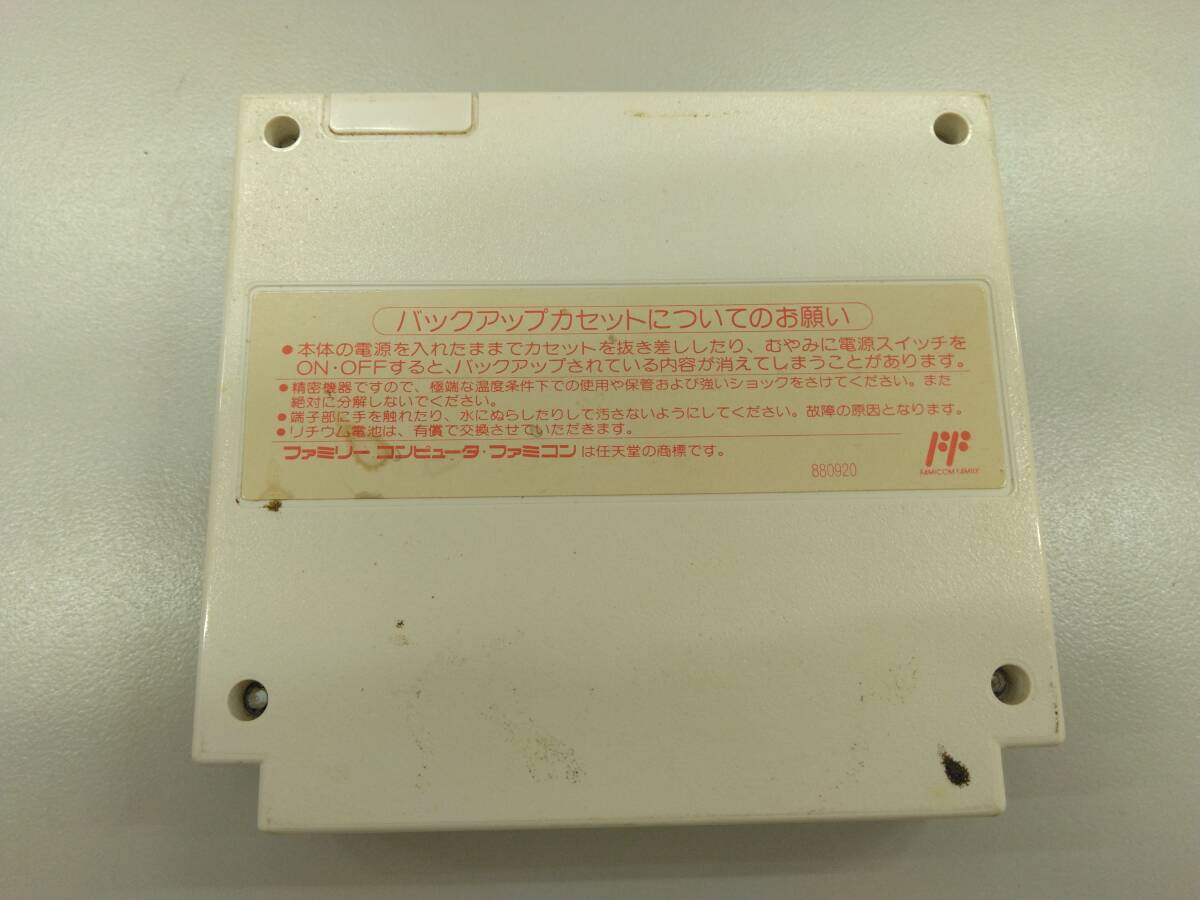 バックアップカセットについてのお願い
●本体の電源を入れたままでカセットを抜き差ししたり、むやみに電源スイッチを
ON・OFFすると、バックアップされている内容が消えてしまうことがあります。
●精密機器ですので、極端な温度条件下での使用や保管および強いショックをさけてください。また
絶対に分解しないでください。
●端子部に手を触れたり、水にぬらしたりして汚さないようにしてください。故障の原因となります。
●リチウム電池は、有償で交換させていただきます。
ファミリー コンピュータ・ファミコンは任天堂の商標です。
880920
FF
FAMICOM FAMILY